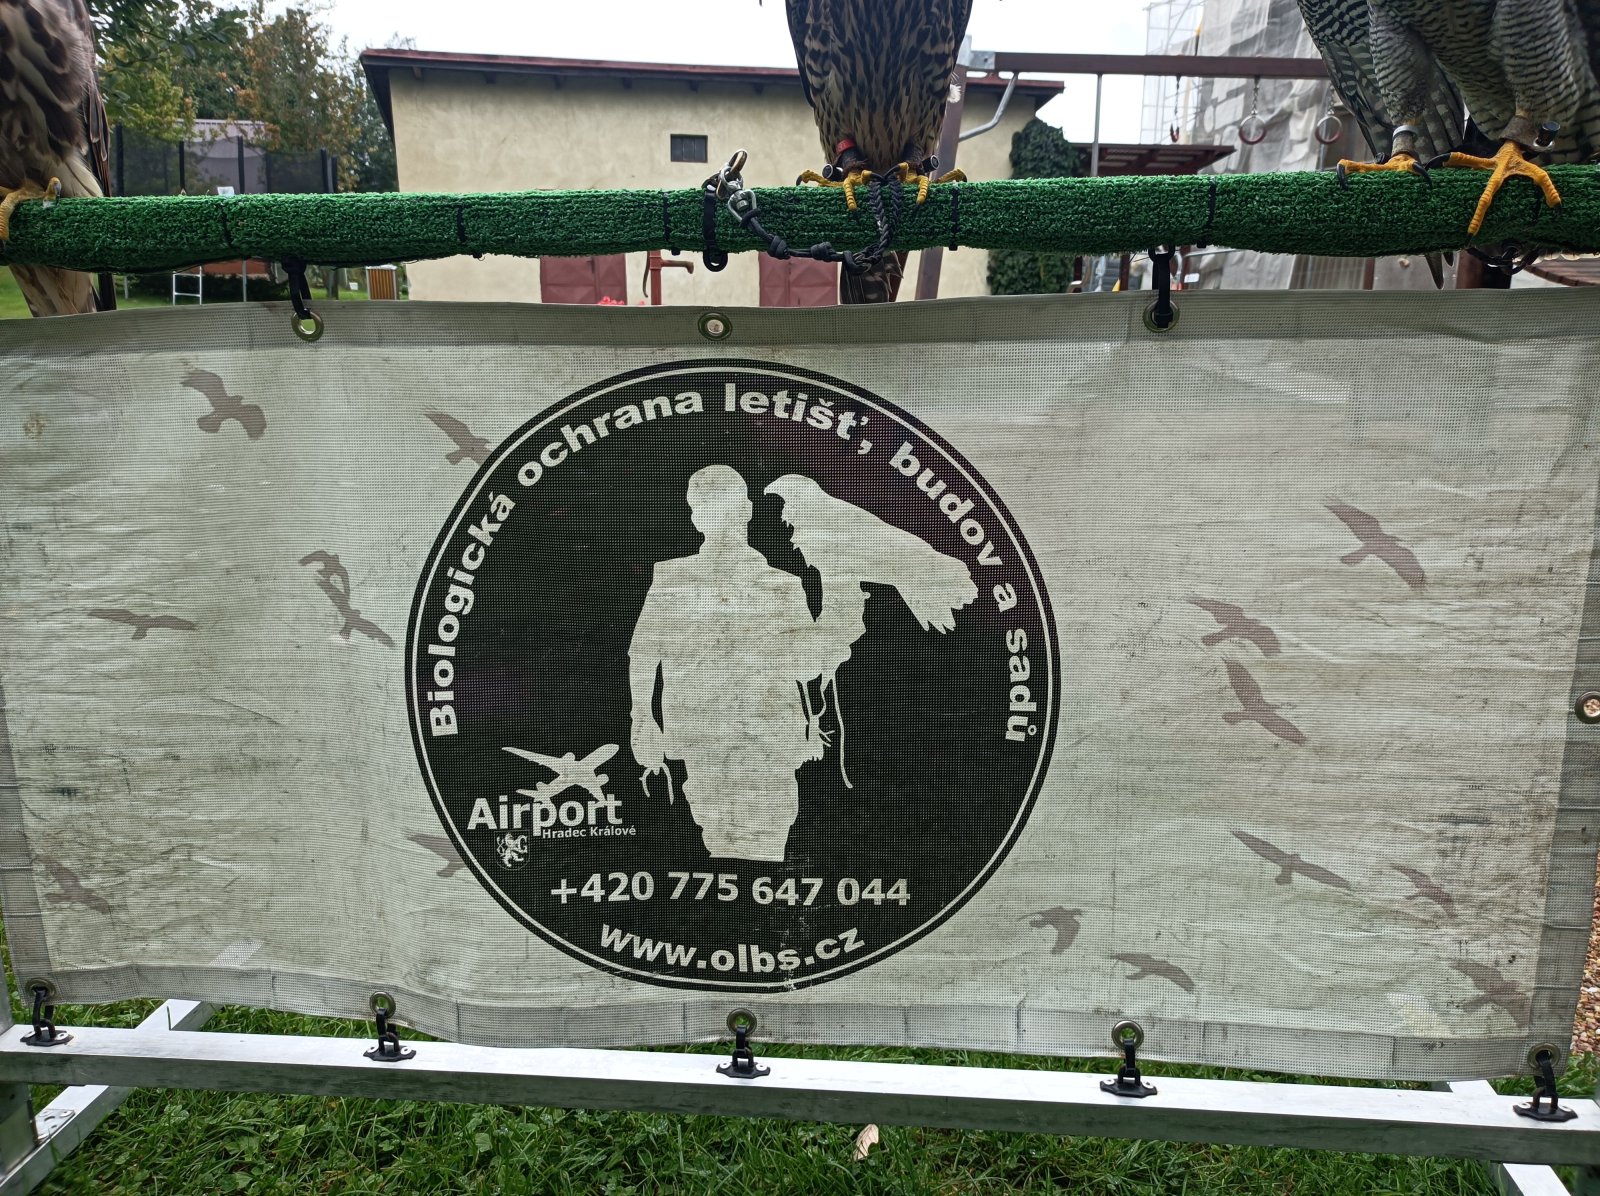 Biologická ochrana letišť, budov a sadů
Airport
Hradec Králové
+420 775 647 044
www.olbs.cz